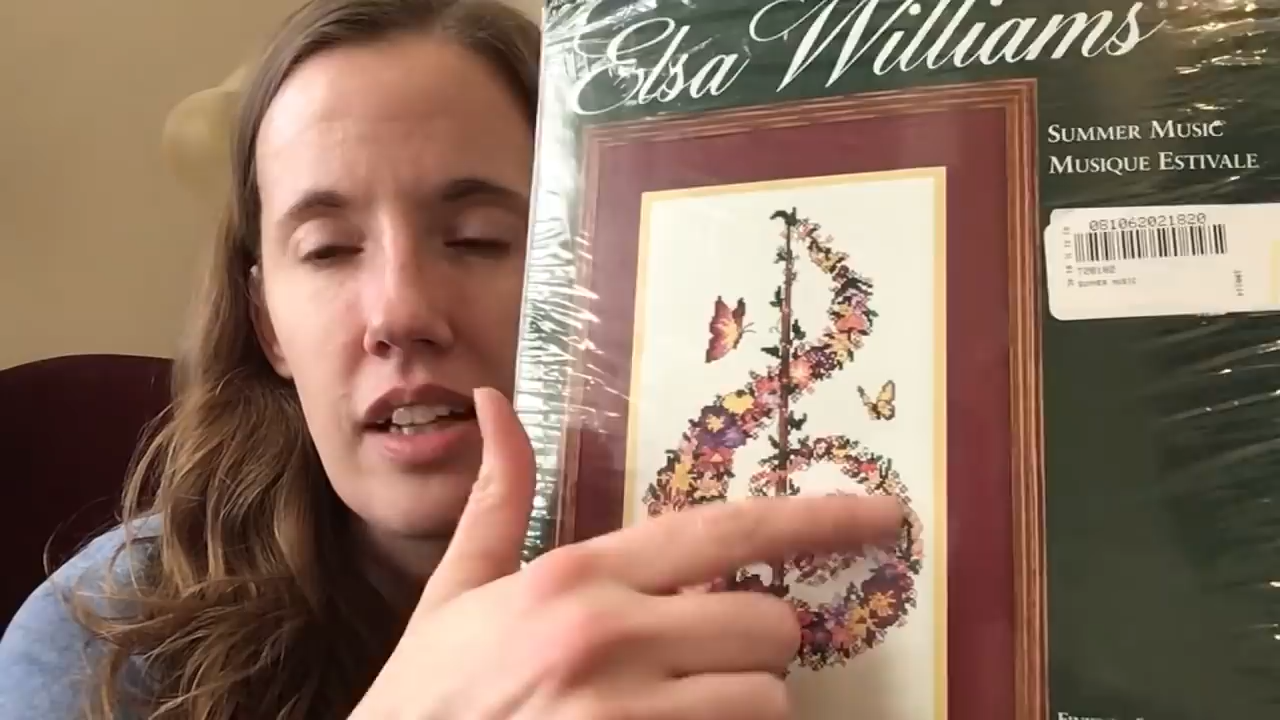 Elsa Williams
SUMMER MUSIC
MUSIQUE ESTIVALE
081062021820
SUMMER MUSIC